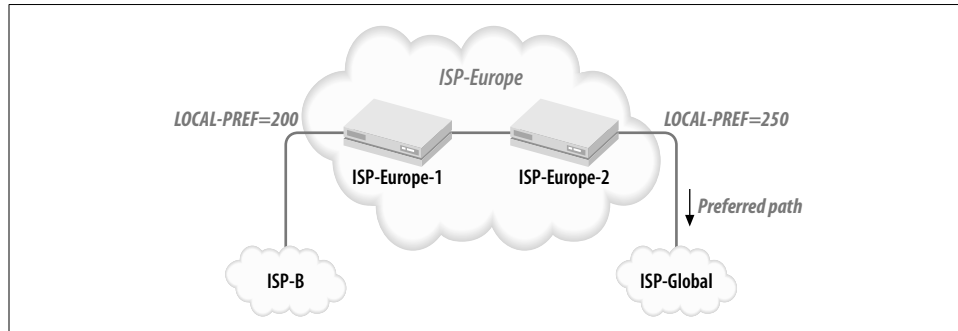 ISP-Europe
LOCAL-PREF=200
LOCAL-PREF=250
ISP-Europe-1
ISP-Europe-2
Preferred path
ISP-B
ISP-Global